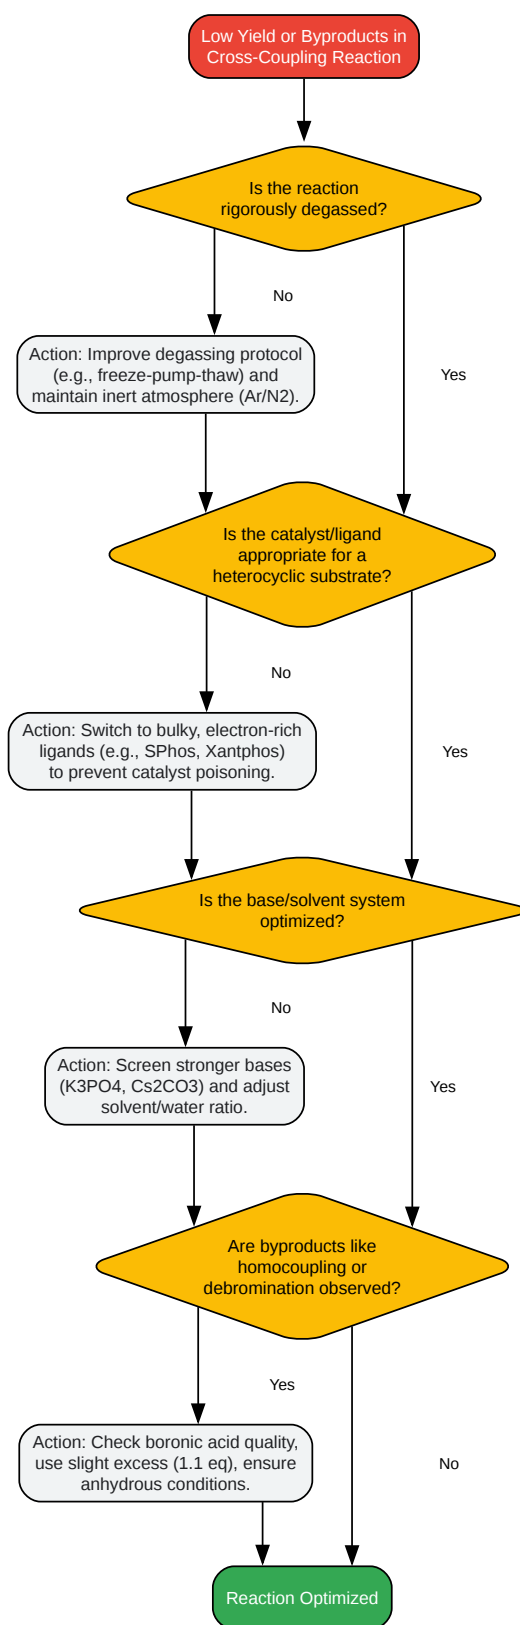 Low Yield or Byproducts in
Cross-Coupling Reaction
Is the reaction
rigorously degassed?
No
Action: Improve degassing protocol
(e.g., freeze-pump-thaw) and
maintain inert atmosphere (Ar/N2).
Yes
Is the catalyst/ligand
appropriate for a
heterocyclic substrate?
No
Action: Switch to bulky, electron-rich
ligands (e.g., SPhos, Xantphos)
to prevent catalyst poisoning.
Yes
Is the base/solvent system
optimized?
No
Action: Screen stronger bases
(K3PO4, Cs2CO3) and adjust
solvent/water ratio.
Yes
Are byproducts like
homocoupling or
debromination observed?
Yes
Action: Check boronic acid quality,
use slight excess (1.1 eq), ensure
anhydrous conditions.
No
Reaction Optimized